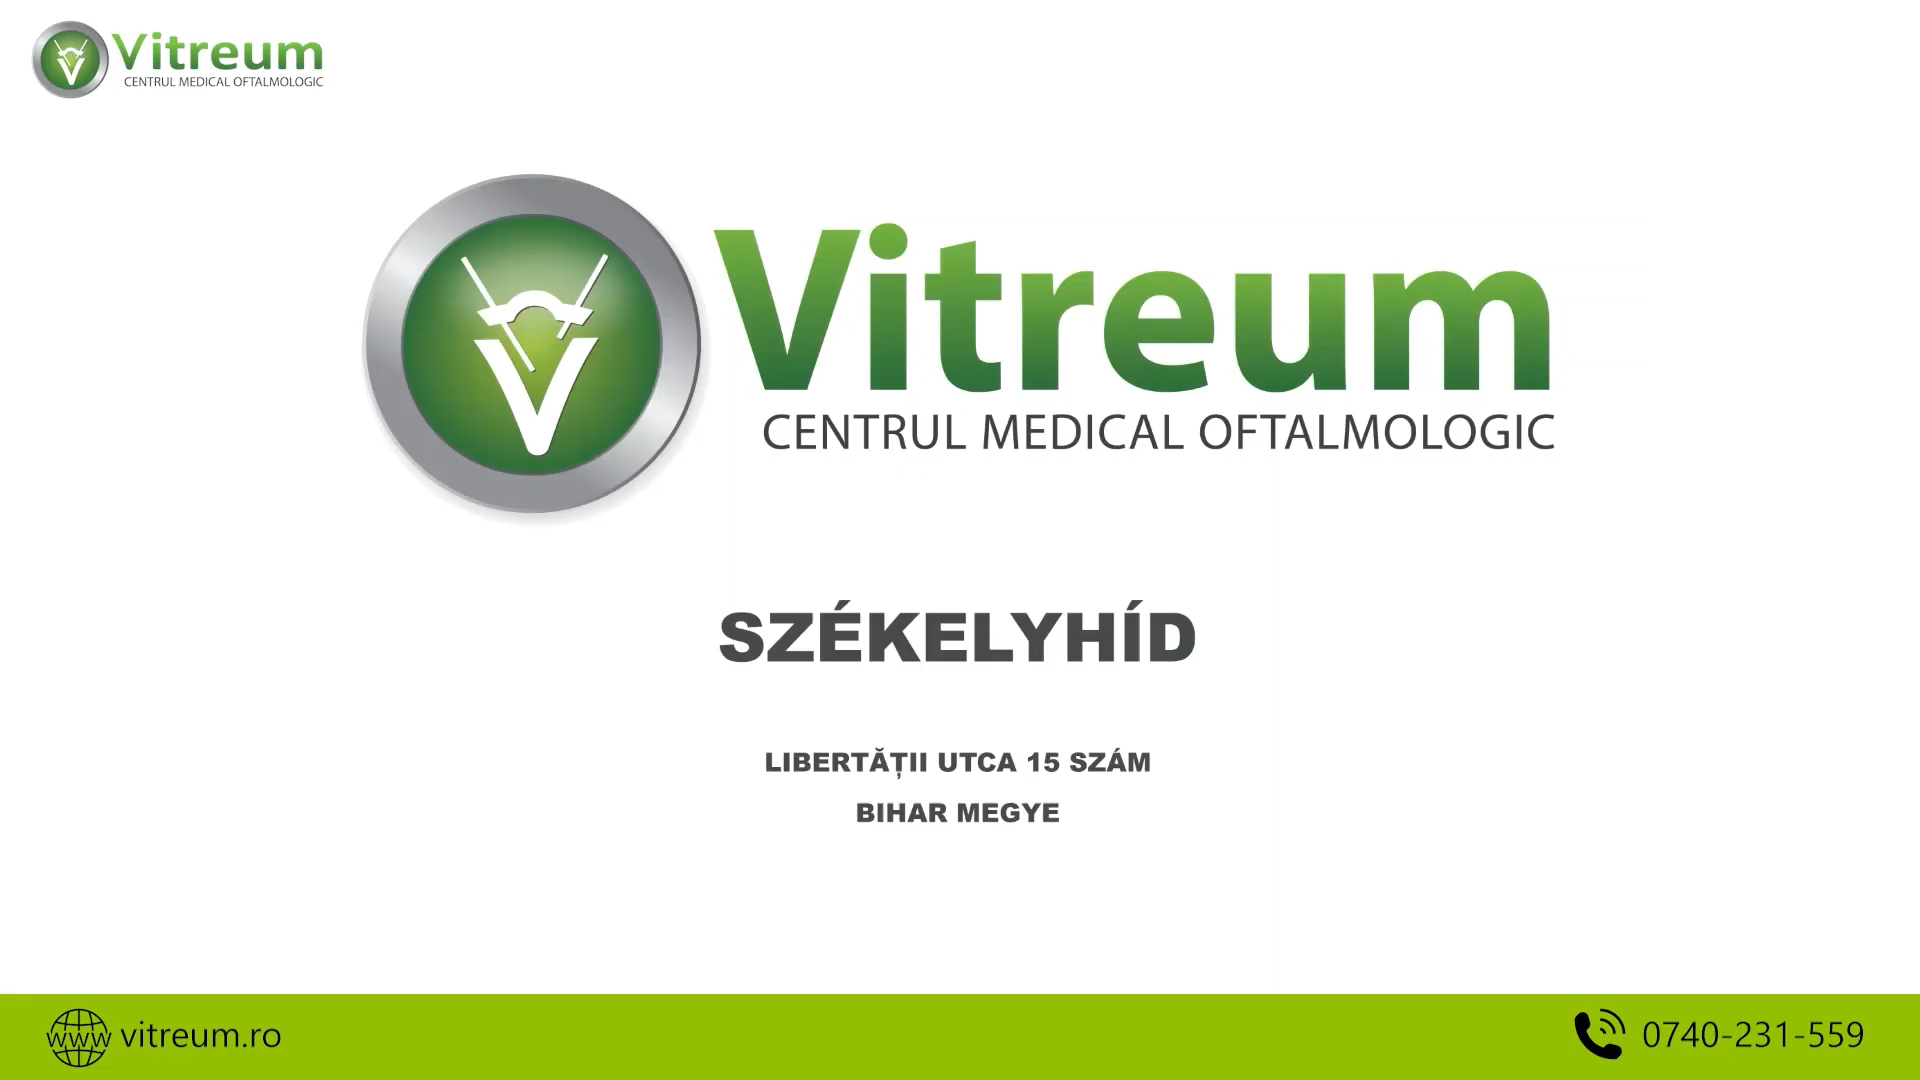 Vitreum
CENTRUL MEDICAL OFTALMOLOGIC
Vitreum
CENTRUL MEDICAL OFTALMOLOGIC
SZÉKELYHÍD
LIBERTĂȚII UTCA 15 SZÁM
BIHAR MEGYE
www vitreum.ro
0740-231-559